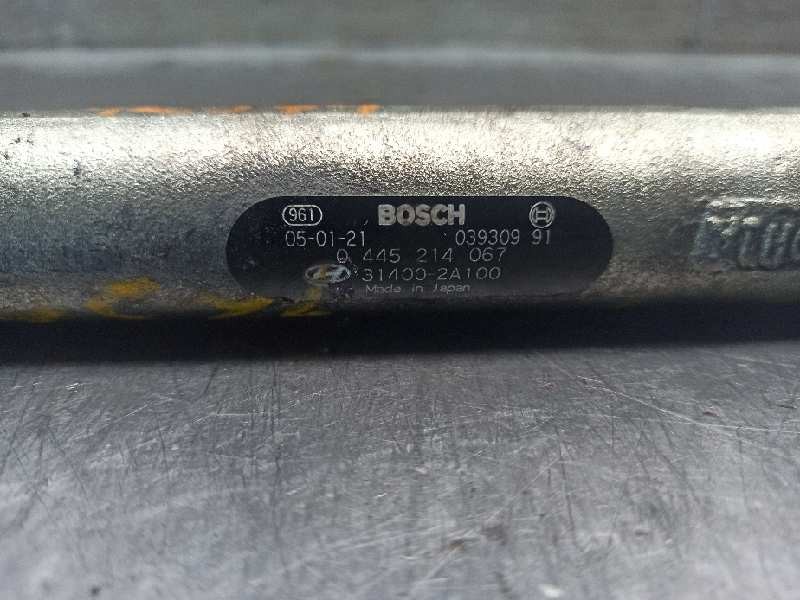 961 BOSCH
05-01-21 039309 91
0 445 214 067
31400-2A100
Made in Japan